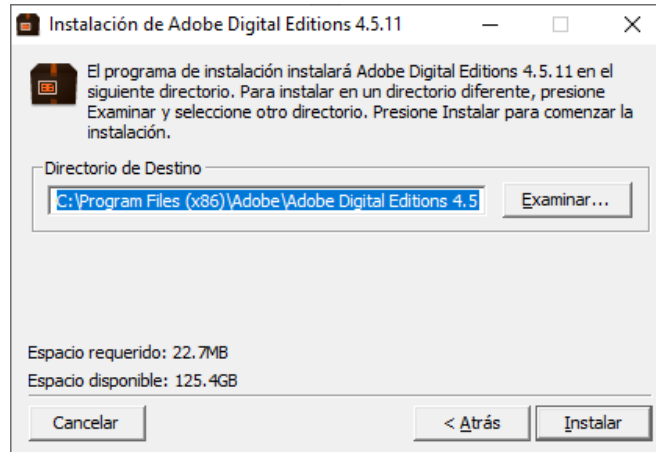 Instalación de Adobe Digital Editions 4.5.11
El programa de instalación instalará Adobe Digital Editions 4.5.11 en el
siguiente directorio. Para instalar en un directorio diferente, presione
Examinar y seleccione otro directorio. Presione Instalar para comenzar la
instalación.
Directorio de Destino
C:\Program Files (x86)\Adobe\Adobe Digital Editions 4.5
Examinar...
Espacio requerido: 22.7MB
Espacio disponible: 125.4GB
Cancelar
< Atrás
Instalar